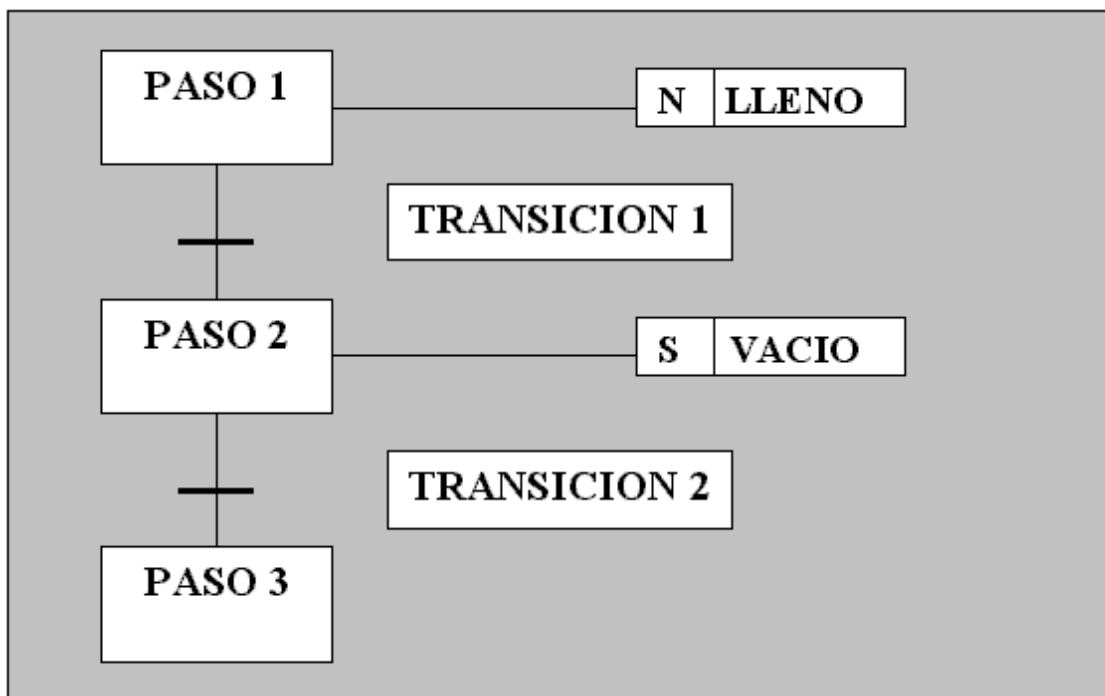 PASO 1
N LLENO
TRANSICION 1
PASO 2
S VACIO
TRANSICION 2
PASO 3